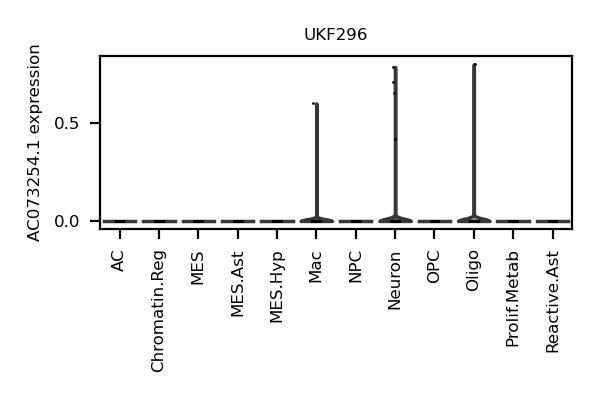 UKF296
AC073254.1 expression
0.5
0.0
AC
Chromatin.Reg
MES
MES.Ast
MES.Hyp
Mac
NPC
Neuron
OPC
Oligo
Prolif.Metab
Reactive.Ast